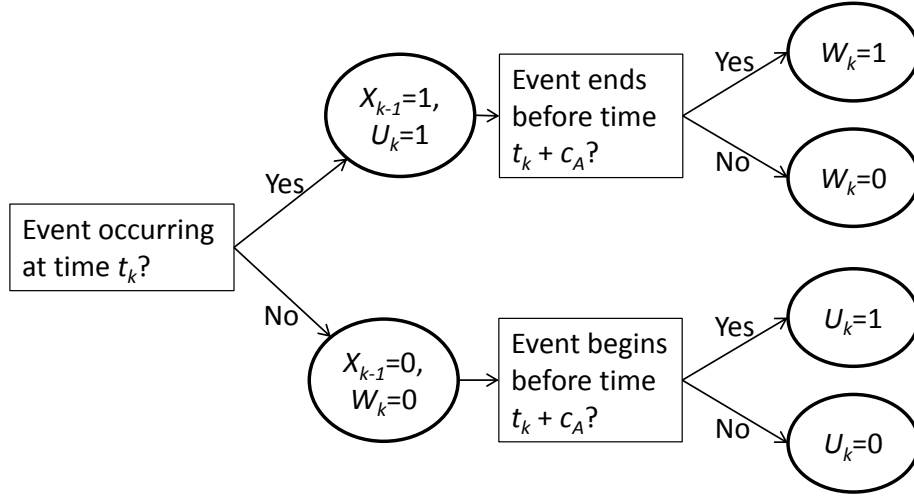 Event occurring
at time t_k?
Yes
No
X_{k-1}=1,
U_k=1
X_{k-1}=0,
W_k=0
Event ends
before time
t_k + c_A?
Event begins
before time
t_k + c_A?
Yes
No
Yes
No
W_k=1
W_k=0
U_k=1
U_k=0